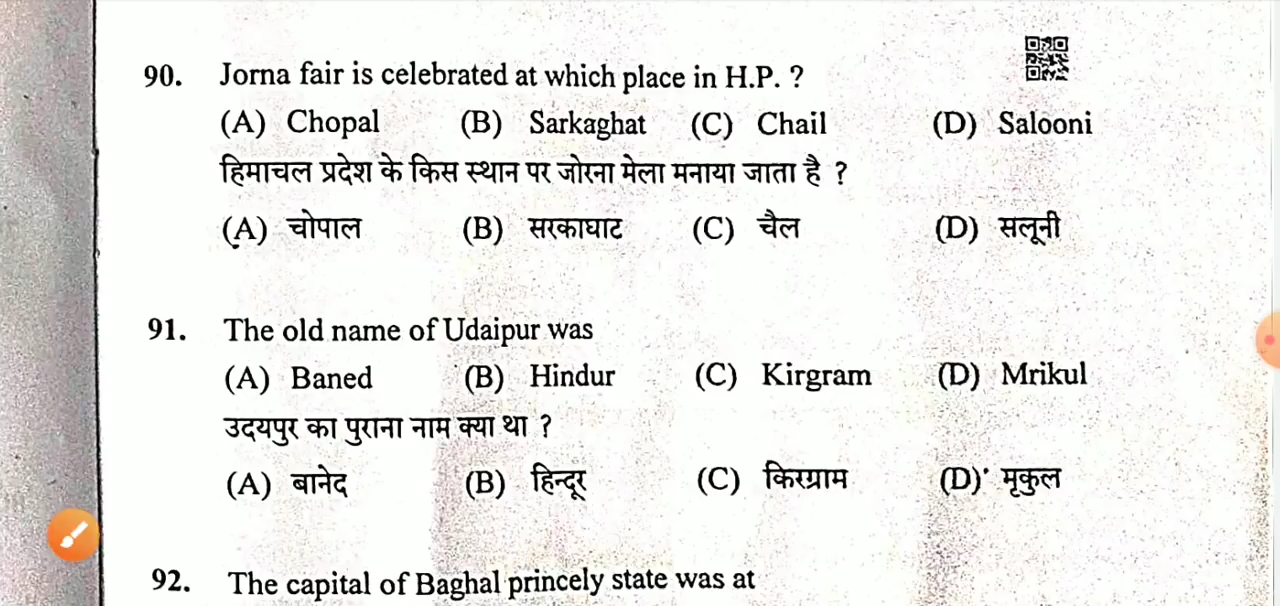 90. Jorna fair is celebrated at which place in H.P. ?
(A) Chopal (B) Sarkaghat (C) Chail (D) Salooni
हिमाचल प्रदेश के किस स्थान पर जोरना मेला मनाया जाता है ?
(A) चोपाल (B) सरकाघाट (C) चैल (D) सलूनी
91. The old name of Udaipur was
(A) Baned (B) Hindur (C) Kirgram (D) Mrikul
उदयपुर का पुराना नाम क्या था ?
(A) बानेद (B) हिन्दूर (C) किरग्राम (D) मृकुल
92. The capital of Baghal princely state was at